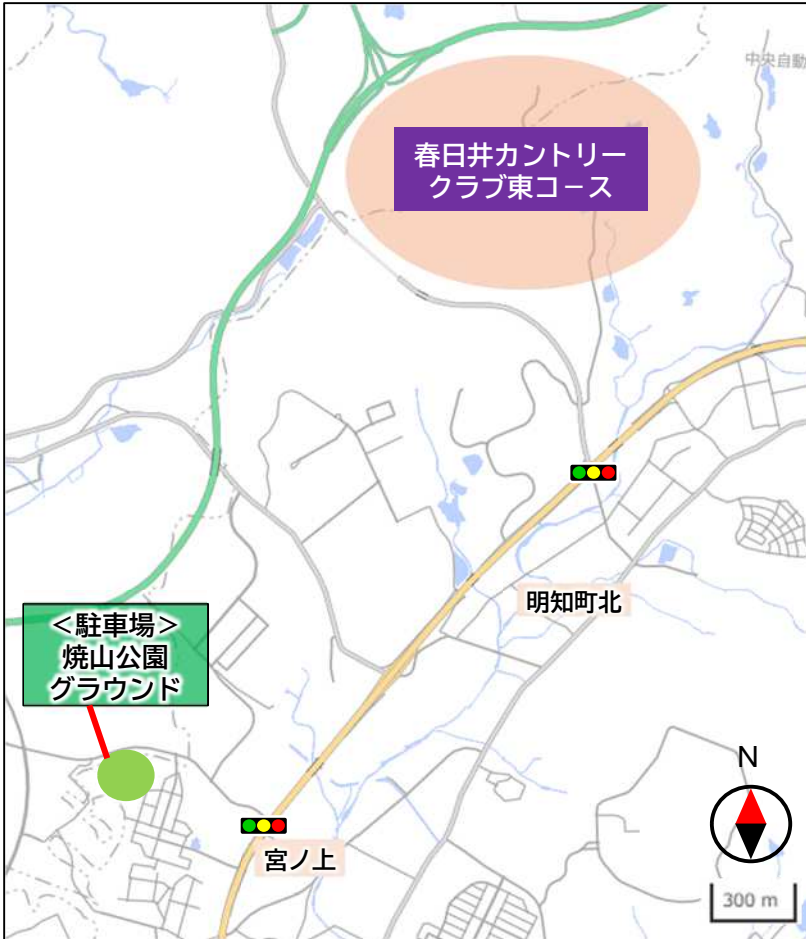 中央自動
春日井カントリー
クラブ東コース
明知町北
＜駐車場＞
焼山公園
グラウンド
宮ノ上
N
300 m